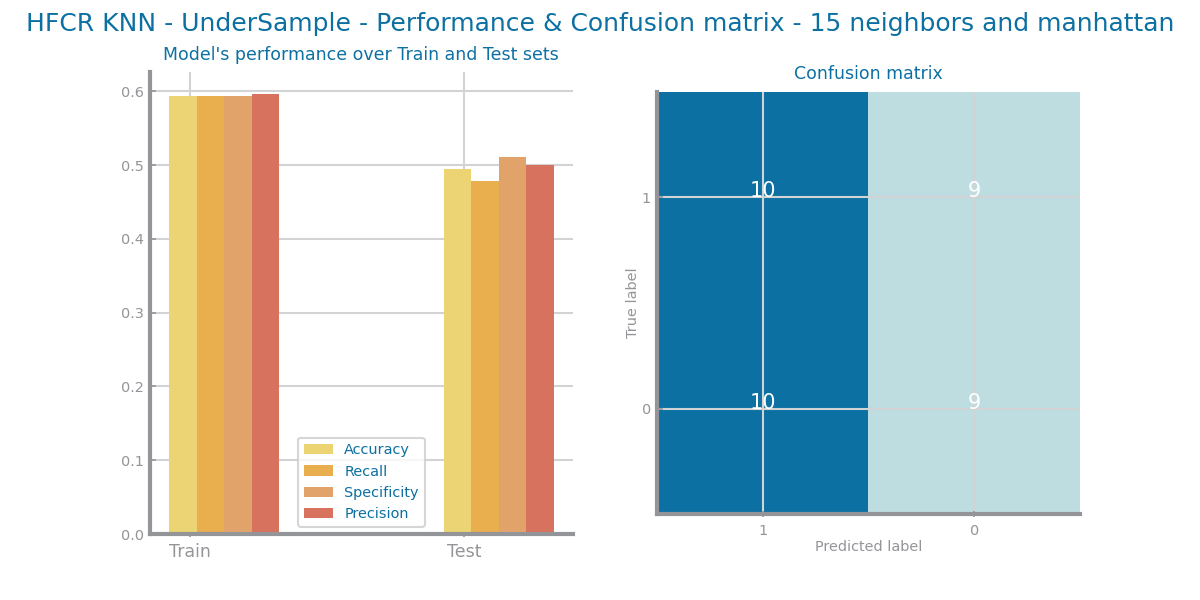 HFCR KNN - UnderSample - Performance & Confusion matrix - 15 neighbors and manhattan
Model's performance over Train and Test sets
0.6
0.5
0.4
0.3
0.2
0.1
0.0
Train
Test
Accuracy
Recall
Specificity
Precision
Confusion matrix
True label
1
0
10
9
10
9
1
0
Predicted label